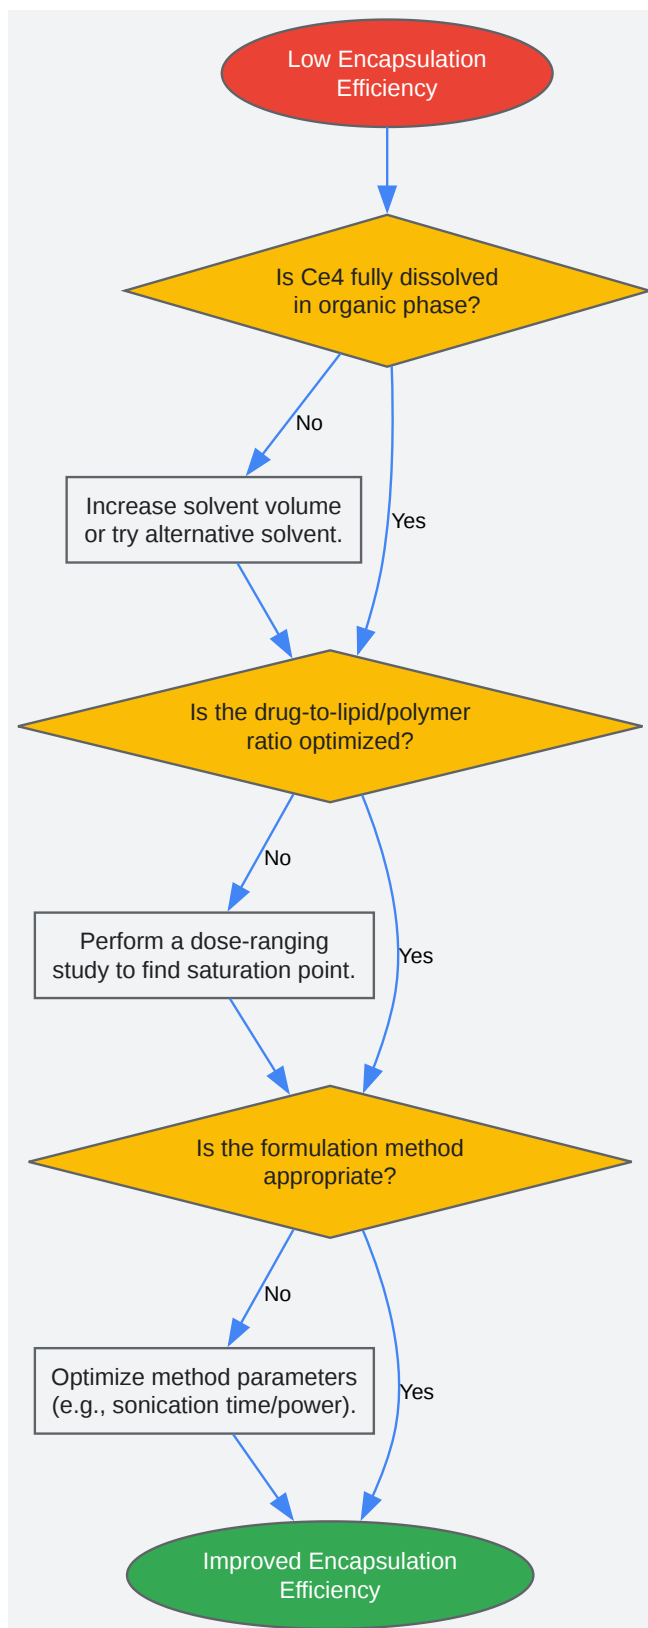 Low Encapsulation
Efficiency
Is Ce4 fully dissolved
in organic phase?
No
Increase solvent volume
or try alternative solvent.
Yes
Is the drug-to-lipid/polymer
ratio optimized?
No
Perform a dose-ranging
study to find saturation point.
Yes
Is the formulation method
appropriate?
No
Optimize method parameters
(e.g., sonication time/power).
Yes
Improved Encapsulation
Efficiency